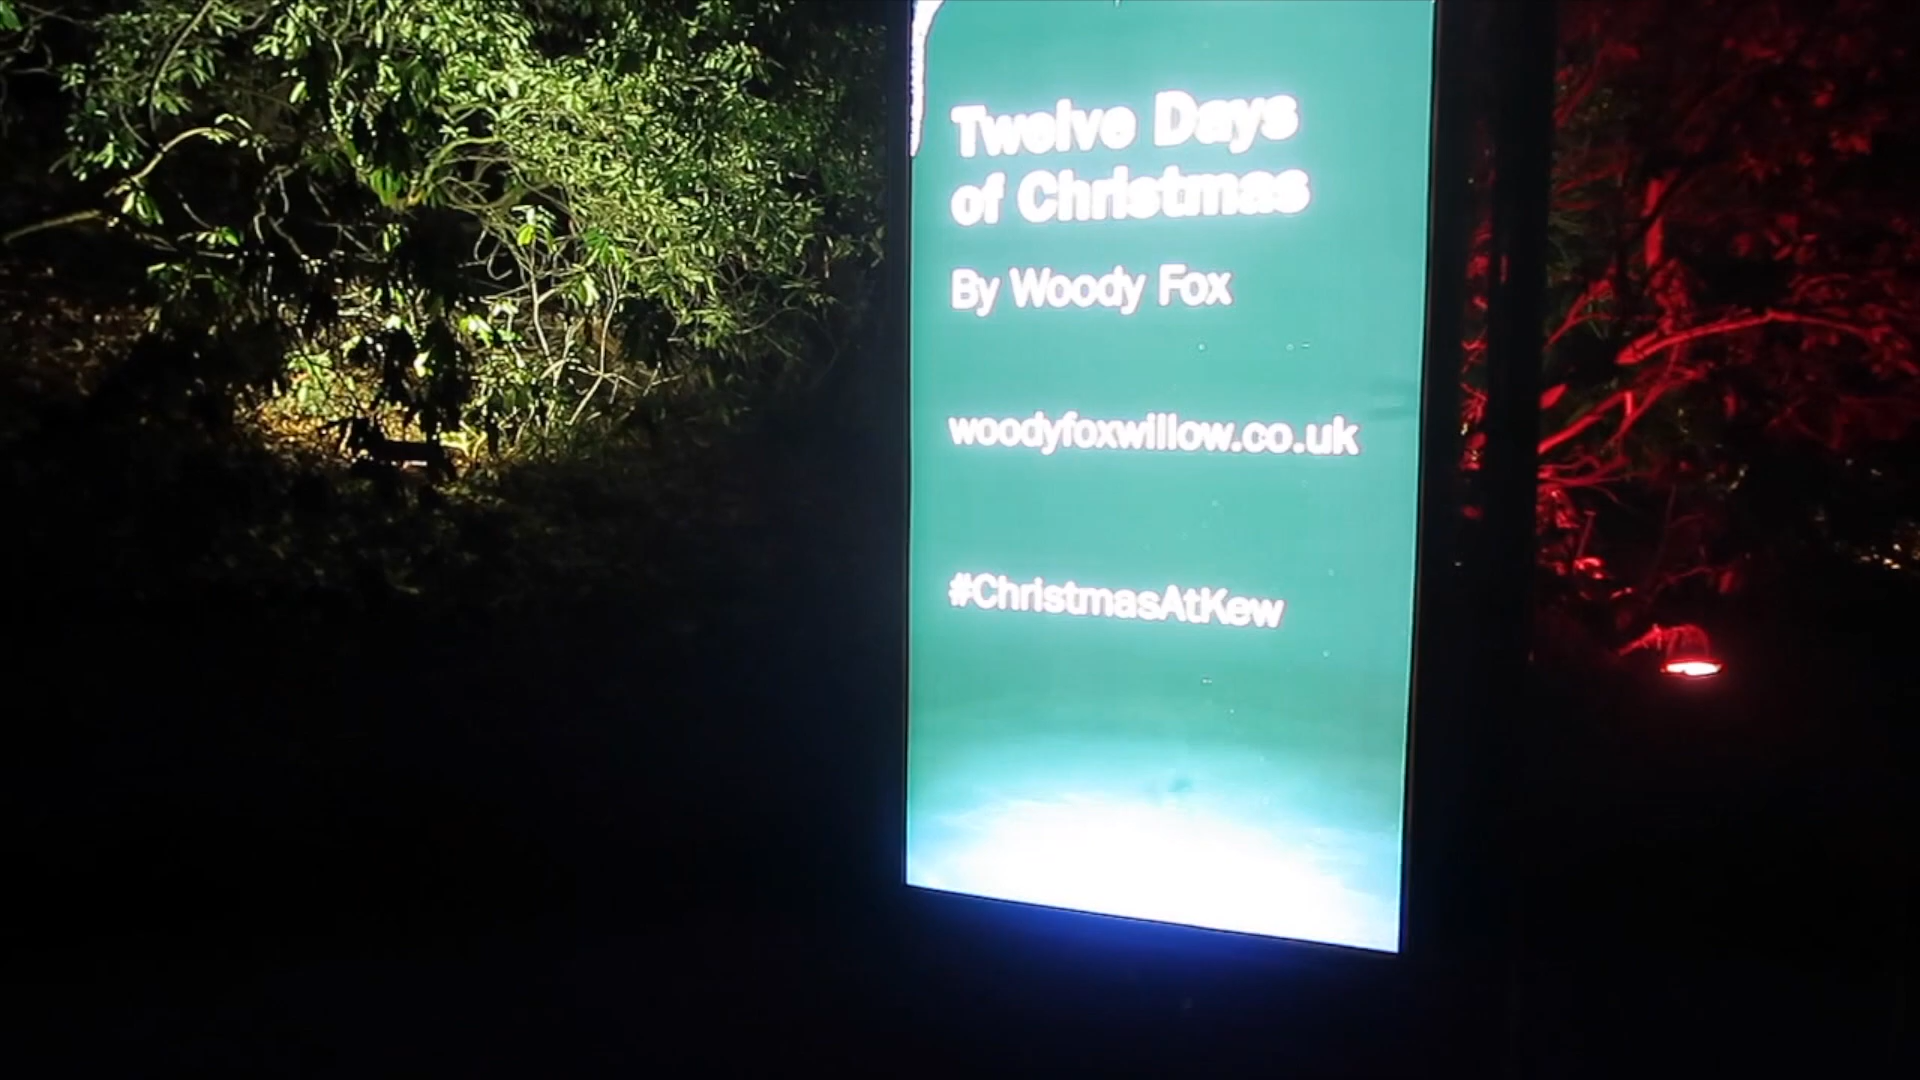 Twelve Days
of Christmas
By Woody Fox
woodyfoxwillow.co.uk
#ChristmasAtKew